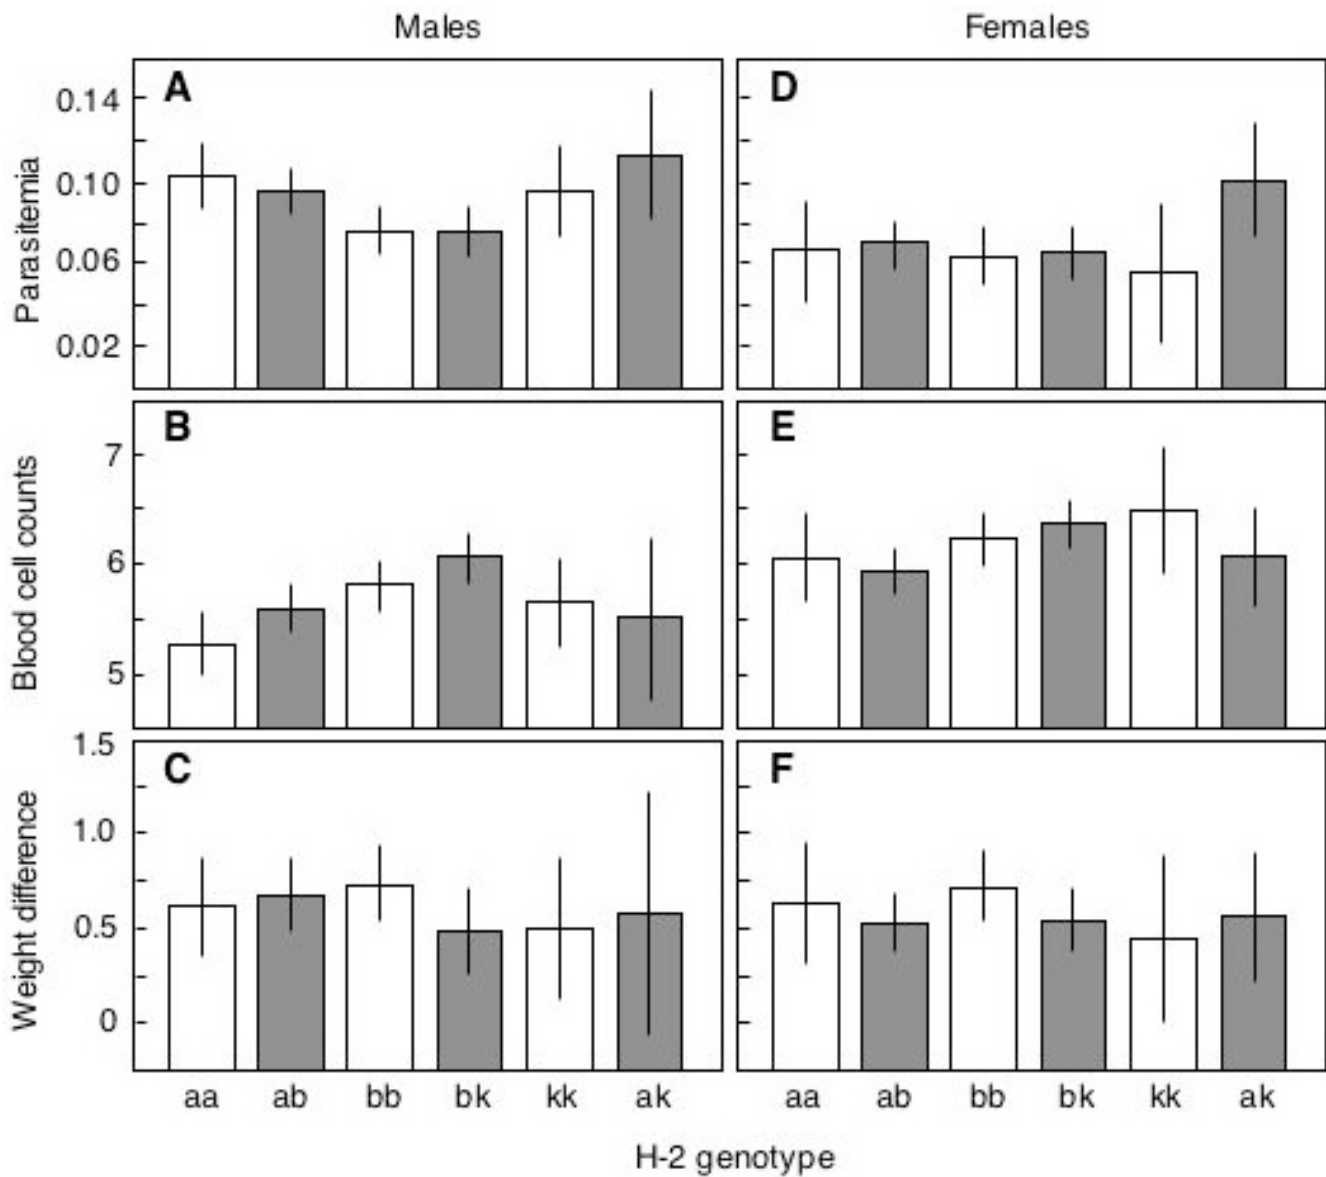 Males Females
A D
Parasitemia
0.14
0.10
0.06
0.02
B E
Blood cell counts
7
6
5
C F
Weight difference
1.5
1.0
0.5
0
aa ab bb bk kk ak aa ab bb bk kk ak
H-2 genotype